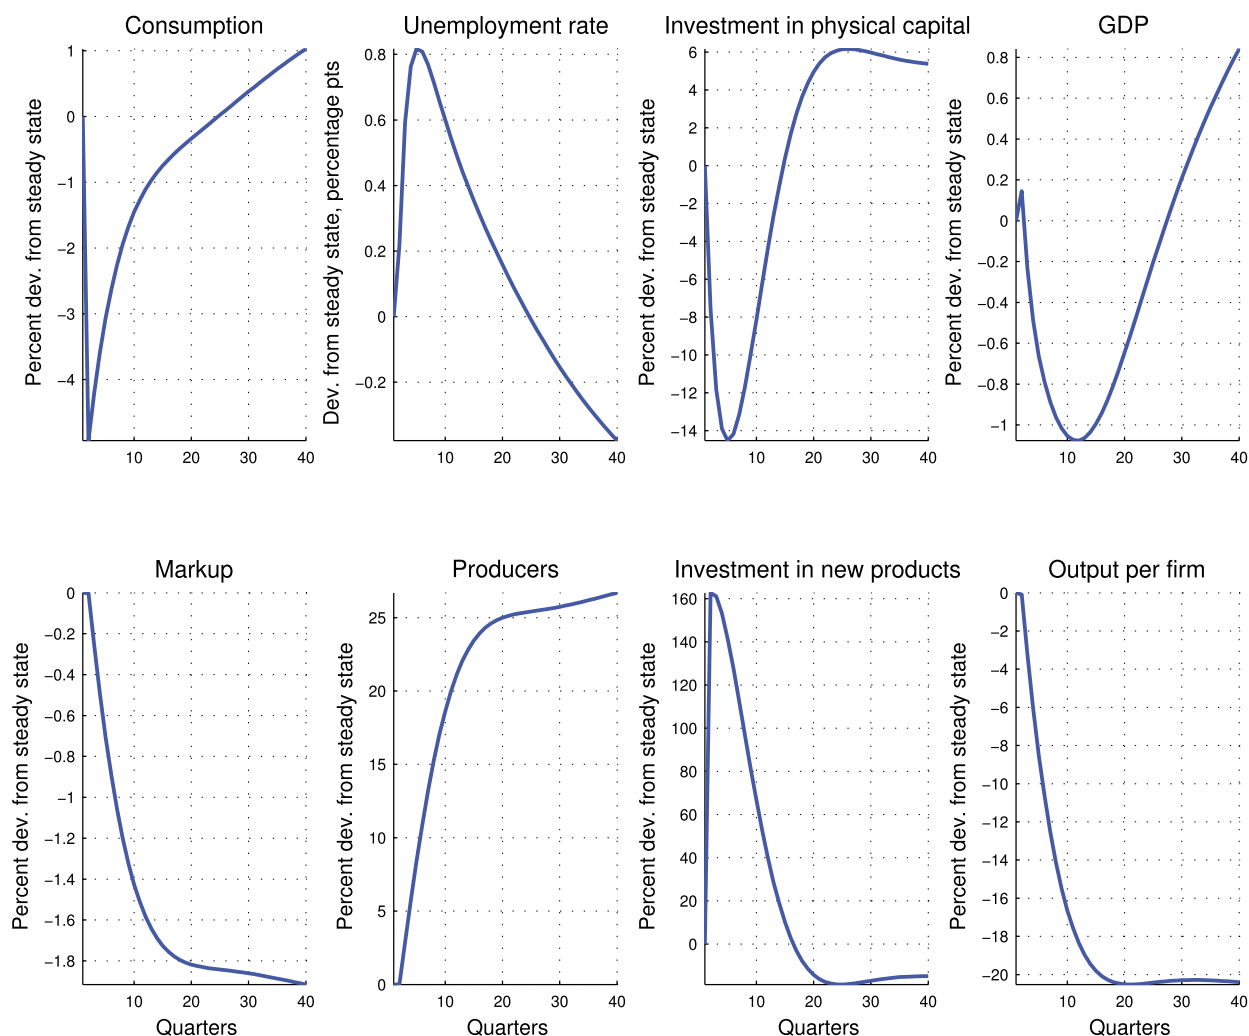 Consumption
Percent dev. from steady state
1
0
−1
−2
−3
−4
10 20 30 40
Unemployment rate
Dev. from steady state, percentage pts
0.8
0.6
0.4
0.2
0
−0.2
10 20 30 40
Investment in physical capital
Percent dev. from steady state
6
4
2
0
−2
−4
−6
−8
−10
−12
−14
10 20 30 40
GDP
Percent dev. from steady state
0.8
0.6
0.4
0.2
0
−0.2
−0.4
−0.6
−0.8
−1
10 20 30 40
Markup
Percent dev. from steady state
0
−0.2
−0.4
−0.6
−0.8
−1
−1.2
−1.4
−1.6
−1.8
10 20 30 40
Quarters
Producers
Percent dev. from steady state
25
20
15
10
5
0
10 20 30 40
Quarters
Investment in new products
Percent dev. from steady state
160
140
120
100
80
60
40
20
0
10 20 30 40
Quarters
Output per firm
Percent dev. from steady state
0
−2
−4
−6
−8
−10
−12
−14
−16
−18
−20
10 20 30 40
Quarters